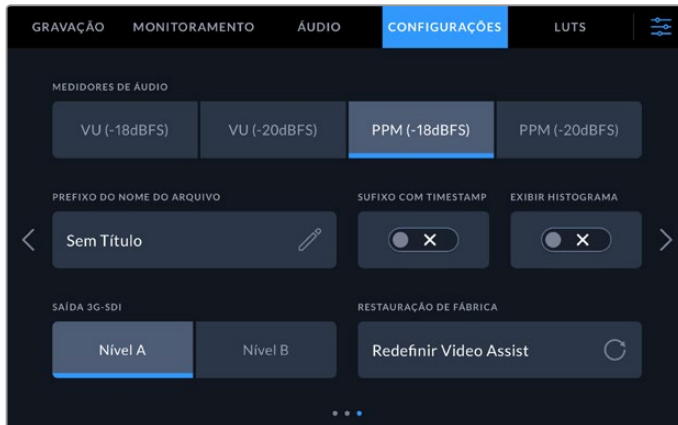 GRAVAÇÃO MONITORAMENTO ÁUDIO CONFIGURAÇÕES LUTS
MEDIDORES DE ÁUDIO
VU (-18dBFS) VU (-20dBFS) PPM (-18dBFS) PPM (-20dBFS)
PREFIXO DO NOME DO ARQUIVO SUFIXO COM TIMESTAMP EXIBIR HISTOGRAMA
Sem Título
SAÍDA 3G-SDI RESTAURAÇÃO DE FÁBRICA
Nível A Nível B Redefinir Video Assist